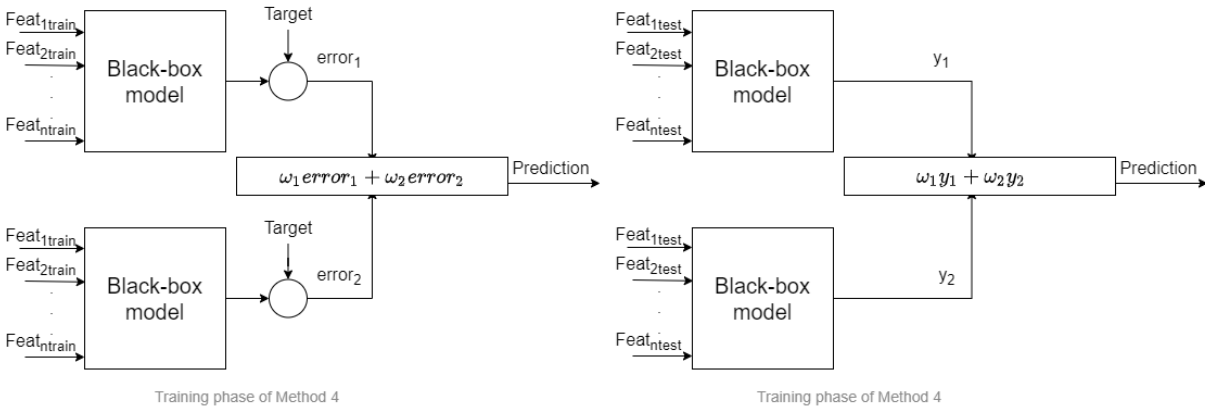 Feat1train
Feat2train
Featntrain
Black-box
model
Target
error1
ω1error1 + ω2error2
Prediction
Feat1train
Feat2train
Featntrain
Black-box
model
Target
error2
Training phase of Method 4
Feat1test
Feat2test
Featntest
Black-box
model
y1
ω1y1 + ω2y2
Prediction
Feat1test
Feat2test
Featntest
Black-box
model
y2
Training phase of Method 4